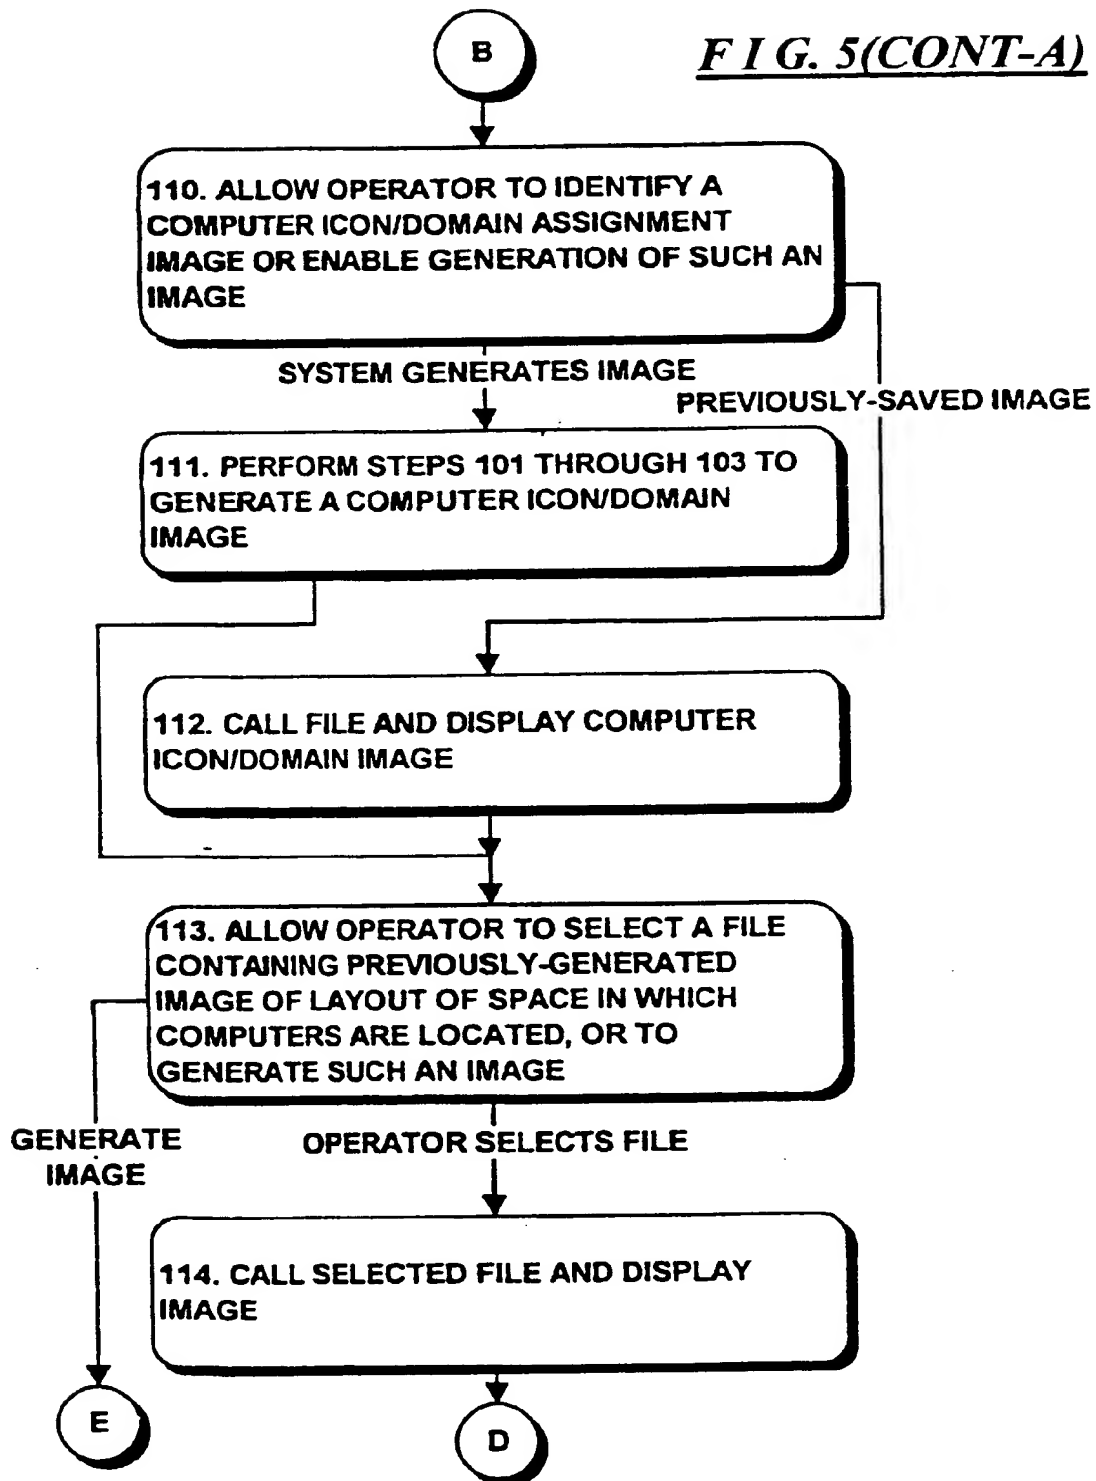 B
F I G. 5(CONT-A)
110. ALLOW OPERATOR TO IDENTIFY A
COMPUTER ICON/DOMAIN ASSIGNMENT
IMAGE OR ENABLE GENERATION OF SUCH AN
IMAGE
SYSTEM GENERATES IMAGE
PREVIOUSLY-SAVED IMAGE
111. PERFORM STEPS 101 THROUGH 103 TO
GENERATE A COMPUTER ICON/DOMAIN
IMAGE
112. CALL FILE AND DISPLAY COMPUTER
ICON/DOMAIN IMAGE
113. ALLOW OPERATOR TO SELECT A FILE
CONTAINING PREVIOUSLY-GENERATED
IMAGE OF LAYOUT OF SPACE IN WHICH
COMPUTERS ARE LOCATED, OR TO
GENERATE SUCH AN IMAGE
GENERATE
IMAGE
OPERATOR SELECTS FILE
114. CALL SELECTED FILE AND DISPLAY
IMAGE
E
D